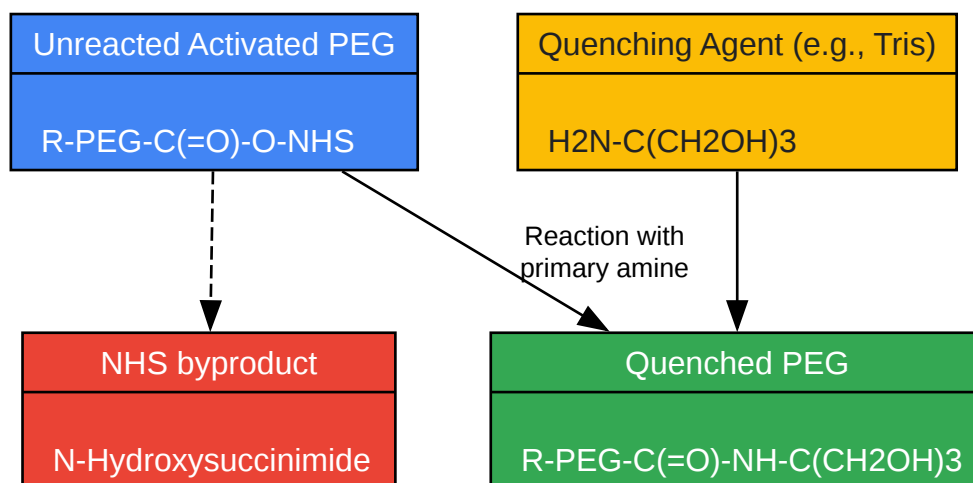 Unreacted Activated PEG
R-PEG-C(=O)-O-NHS
Quenching Agent (e.g., Tris)
H2N-C(CH2OH)3
Reaction with
primary amine
NHS byproduct
N-Hydroxysuccinimide
Quenched PEG
R-PEG-C(=O)-NH-C(CH2OH)3